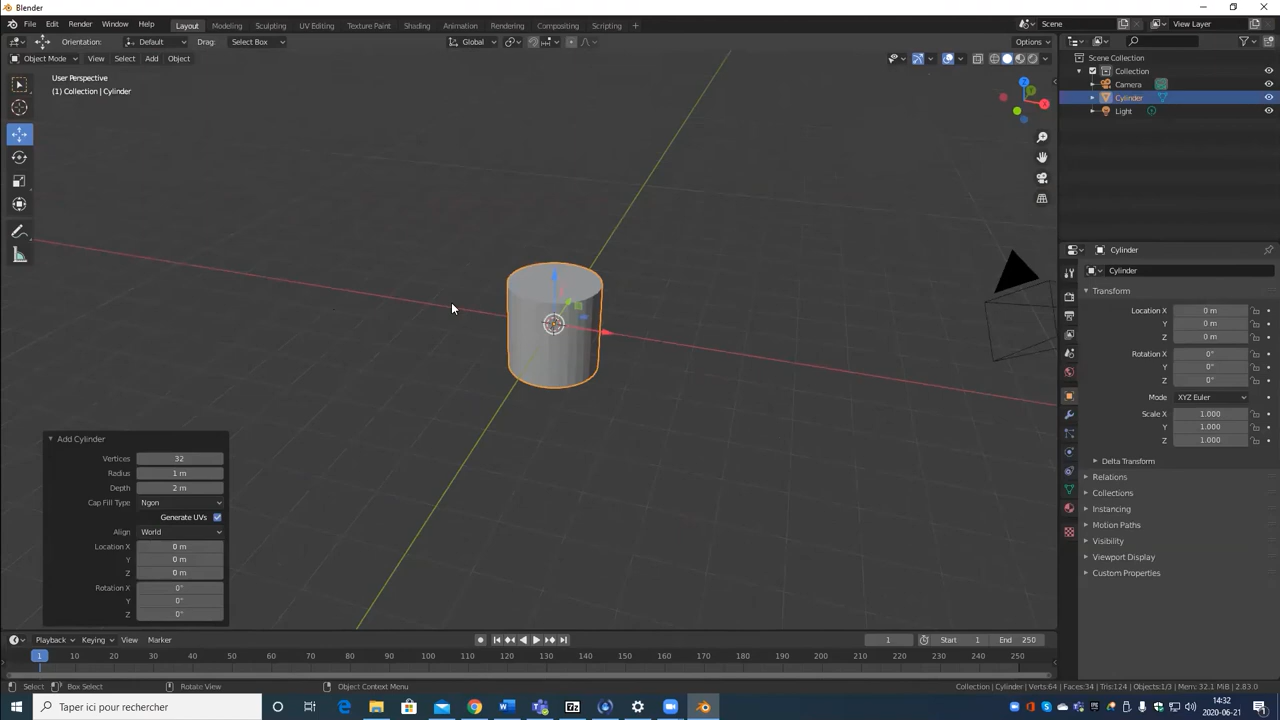 Blender
File Edit Render Window Help Layout Modeling Sculpting UV Editing Texture Paint Shading Animation Rendering Compositing Scripting + Scene View Layer
Orientation: Default Drag: Select Box Global Options
Object Mode View Select Add Object
User Perspective
(1) Collection | Cylinder
Z
Y
X
Scene Collection
Collection
Camera
Cylinder
Light
Cylinder
Cylinder
Transform
Location X 0 m
Y 0 m
Z 0 m
Rotation X 0°
Y 0°
Z 0°
Mode XYZ Euler
Scale X 1.000
Y 1.000
Z 1.000
Delta Transform
Relations
Collections
Instancing
Motion Paths
Visibility
Viewport Display
Custom Properties
Add Cylinder
Vertices 32
Radius 1 m
Depth 2 m
Cap Fill Type Ngon
Generate UVs
Align World
Location X 0 m
Y 0 m
Z 0 m
Rotation X 0°
Y 0°
Z 0°
Playback Keying View Marker 1 Start 1 End 250
1 10 20 30 40 50 60 70 80 90 100 110 120 130 140 150 160 170 180 190 200 210 220 230 240 250
Select Box Select Rotate View Object Context Menu Collection | Cylinder | Verts:64 | Faces:34 | Tris:124 | Objects:1/3 | Mem: 32.1 MiB | 2.83.0
Taper ici pour rechercher
14:32
2020-06-21